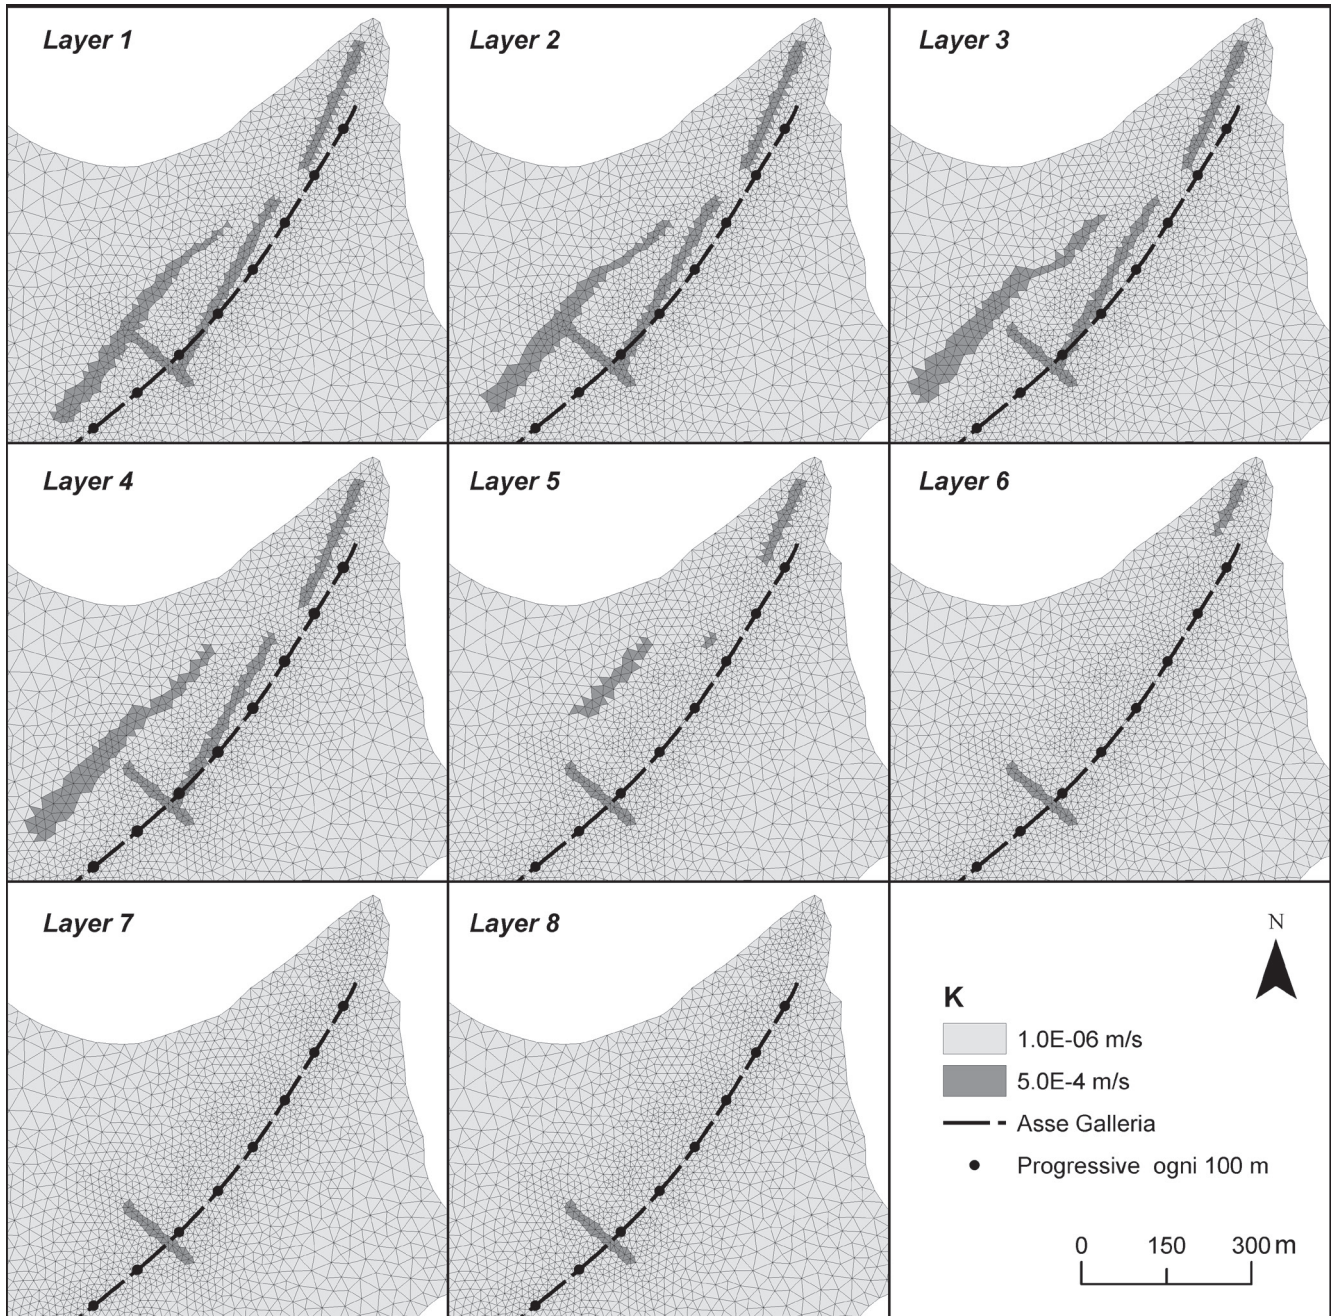 Layer 1
Layer 2
Layer 3
Layer 4
Layer 5
Layer 6
Layer 7
Layer 8
N
K
1.0E-06 m/s
5.0E-4 m/s
Asse Galleria
Progressive ogni 100 m
0 150 300 m